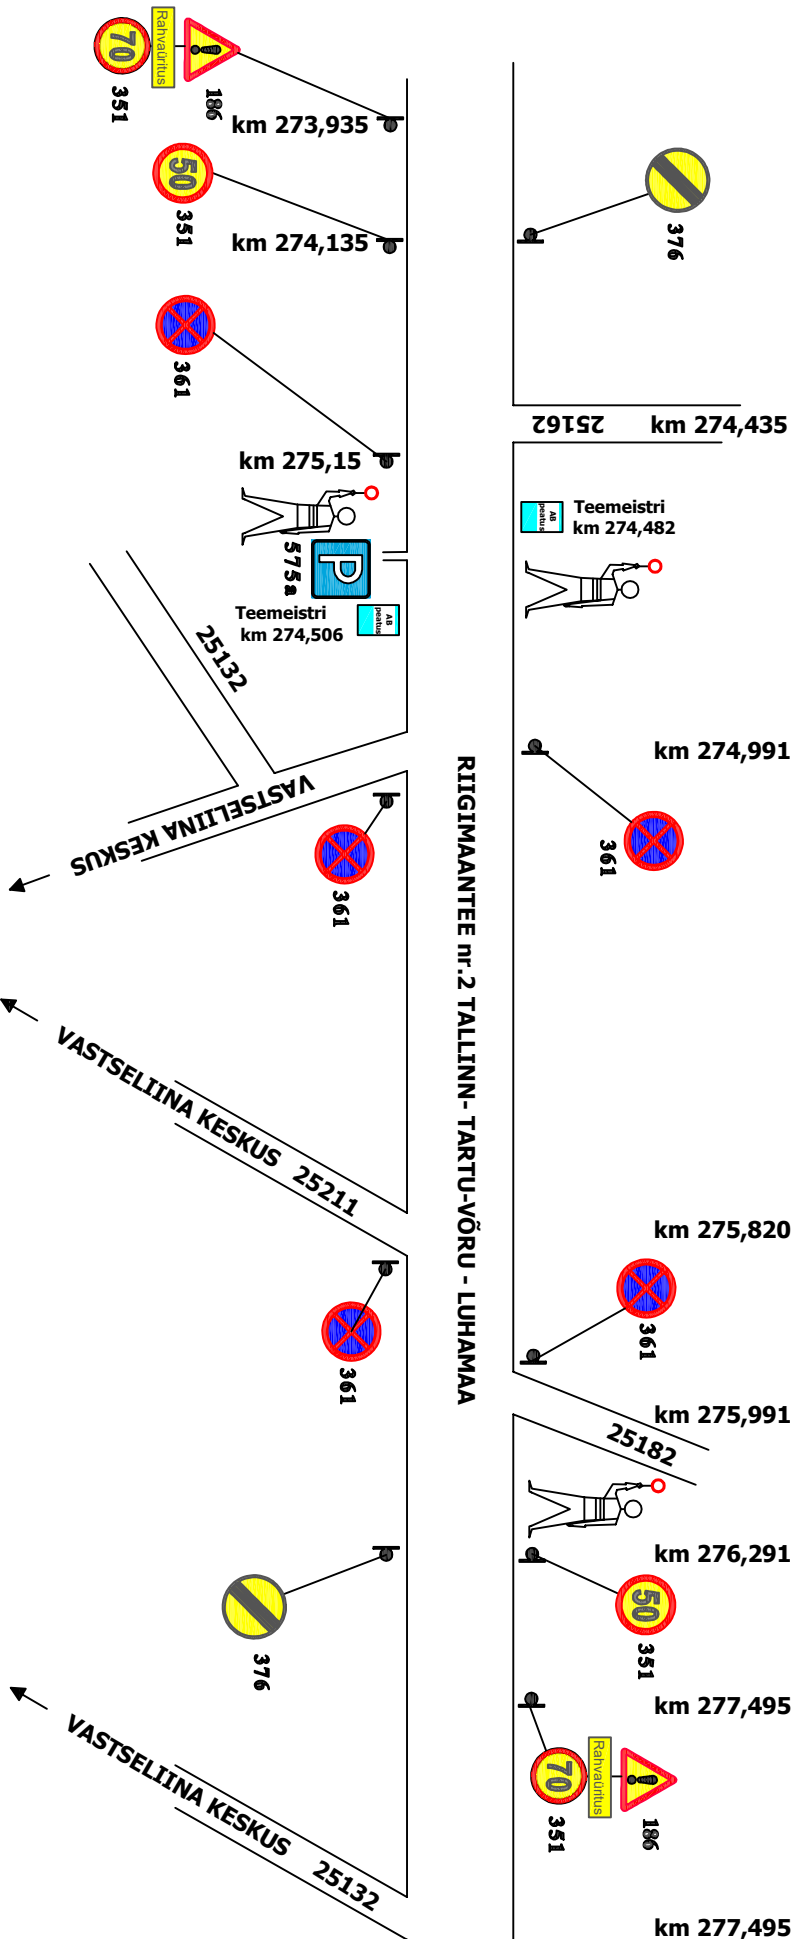 70
Rahvaüritus
351
186
km 273,935
50
351
km 274,135
376
361
25162
km 274,435
km 275,15
AB
peatus
Teemeistri
km 274,482
575a
P
Teemeistri
km 274,506
AB
peatus
25132
VASTSELIINA KESKUS
km 274,991
361
361
RIIGIMAANTEE nr.2 TALLINN- TARTU-VÕRU - LUHAMAA
VASTSELIINA KESKUS 25211
km 275,820
361
361
km 275,991
25182
km 276,291
50
351
376
km 277,495
70
Rahvaüritus
351
186
VASTSELIINA KESKUS 25132
km 277,495